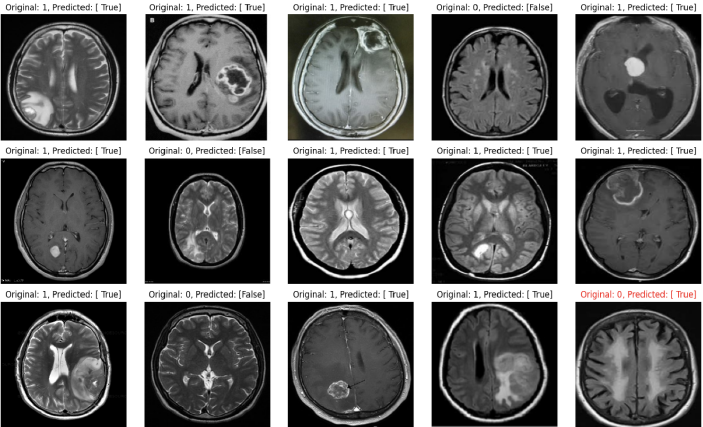 Original: 1, Predicted: [ True]
Original: 1, Predicted: [ True]
Original: 1, Predicted: [ True]
Original: 0, Predicted: [False]
Original: 1, Predicted: [ True]
Original: 1, Predicted: [ True]
Original: 0, Predicted: [False]
Original: 1, Predicted: [ True]
Original: 1, Predicted: [ True]
Original: 1, Predicted: [ True]
Original: 1, Predicted: [ True]
Original: 0, Predicted: [False]
Original: 1, Predicted: [ True]
Original: 1, Predicted: [ True]
Original: 0, Predicted: [ True]